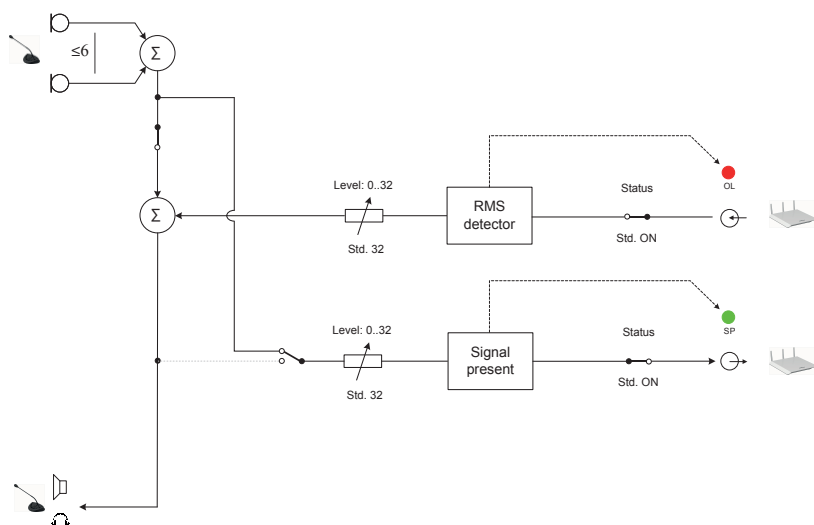 Σ
≤6
Level: 0..32
Std. 32
RMS
detector
Status
Std. ON
OL
Σ
Level: 0..32
Std. 32
Signal
present
Status
Std. ON
SP